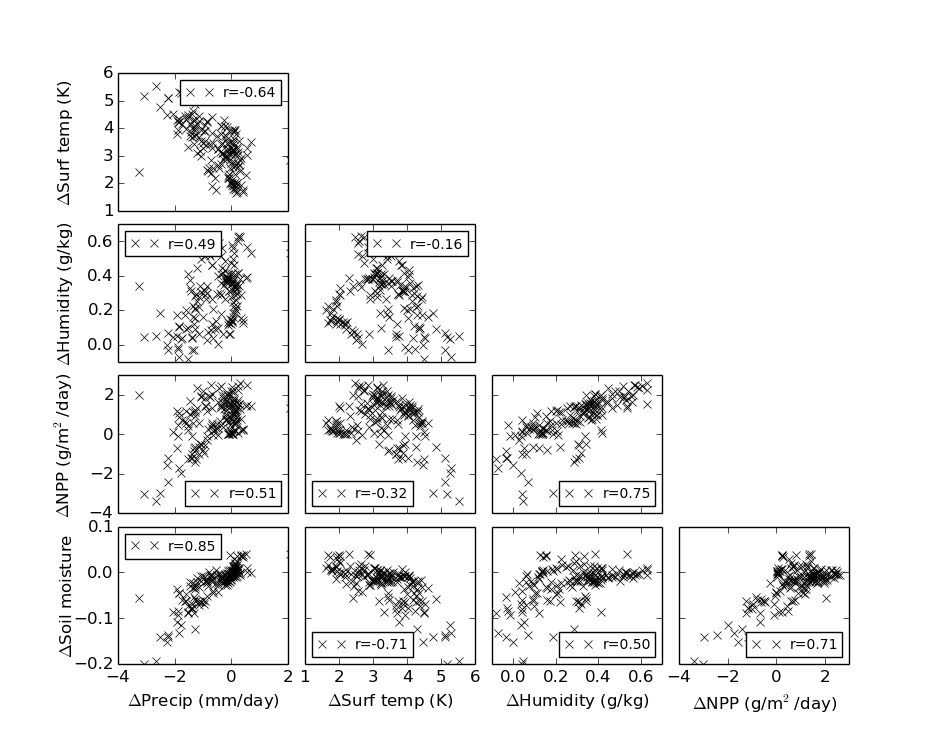 6
5
4
3
2
1
ΔSurf temp (K)
r=-0.64
0.6
0.4
0.2
0.0
ΔHumidity (g/kg)
r=0.49
r=-0.16
2
0
−2
−4
ΔNPP (g/m² /day)
r=0.51
r=-0.32
r=0.75
0.1
0.0
−0.1
−0.2
ΔSoil moisture
r=0.85
r=-0.71
r=0.50
r=0.71
−4 −2 0 2 1 2 3 4 5 6 0.0 0.2 0.4 0.6 −4 −2 0 2
ΔPrecip (mm/day) ΔSurf temp (K) ΔHumidity (g/kg) ΔNPP (g/m² /day)